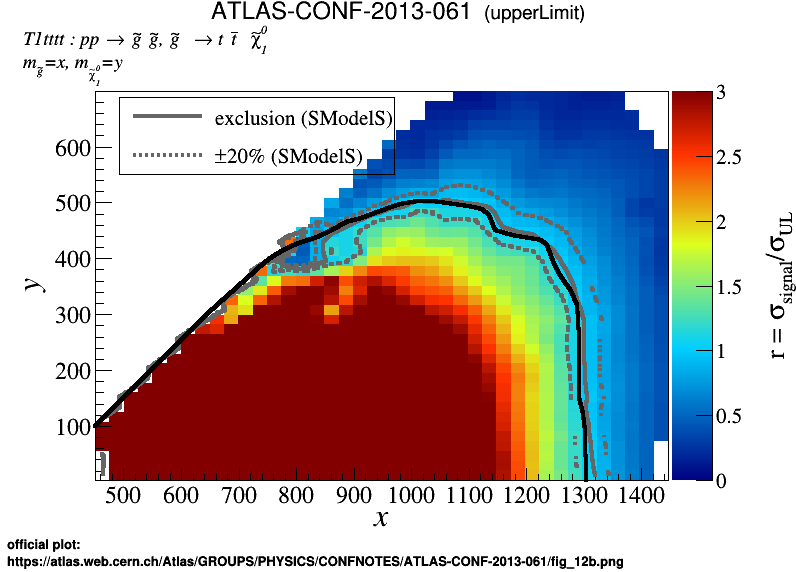 ATLAS-CONF-2013-061 (upperLimit)
T1tttt : pp → g̃ g̃, g̃ → t t̄ χ̃⁰₁
m_g̃=x, m_χ̃⁰₁=y
exclusion (SModelS)
±20% (SModelS)
600
500
400
300
200
100
y
500 600 700 800 900 1000 1100 1200 1300 1400
x
3
2.5
2
1.5
1
0.5
0
r = σ_signal/σ_UL
official plot:
https://atlas.web.cern.ch/Atlas/GROUPS/PHYSICS/CONFNOTES/ATLAS-CONF-2013-061/fig_12b.png